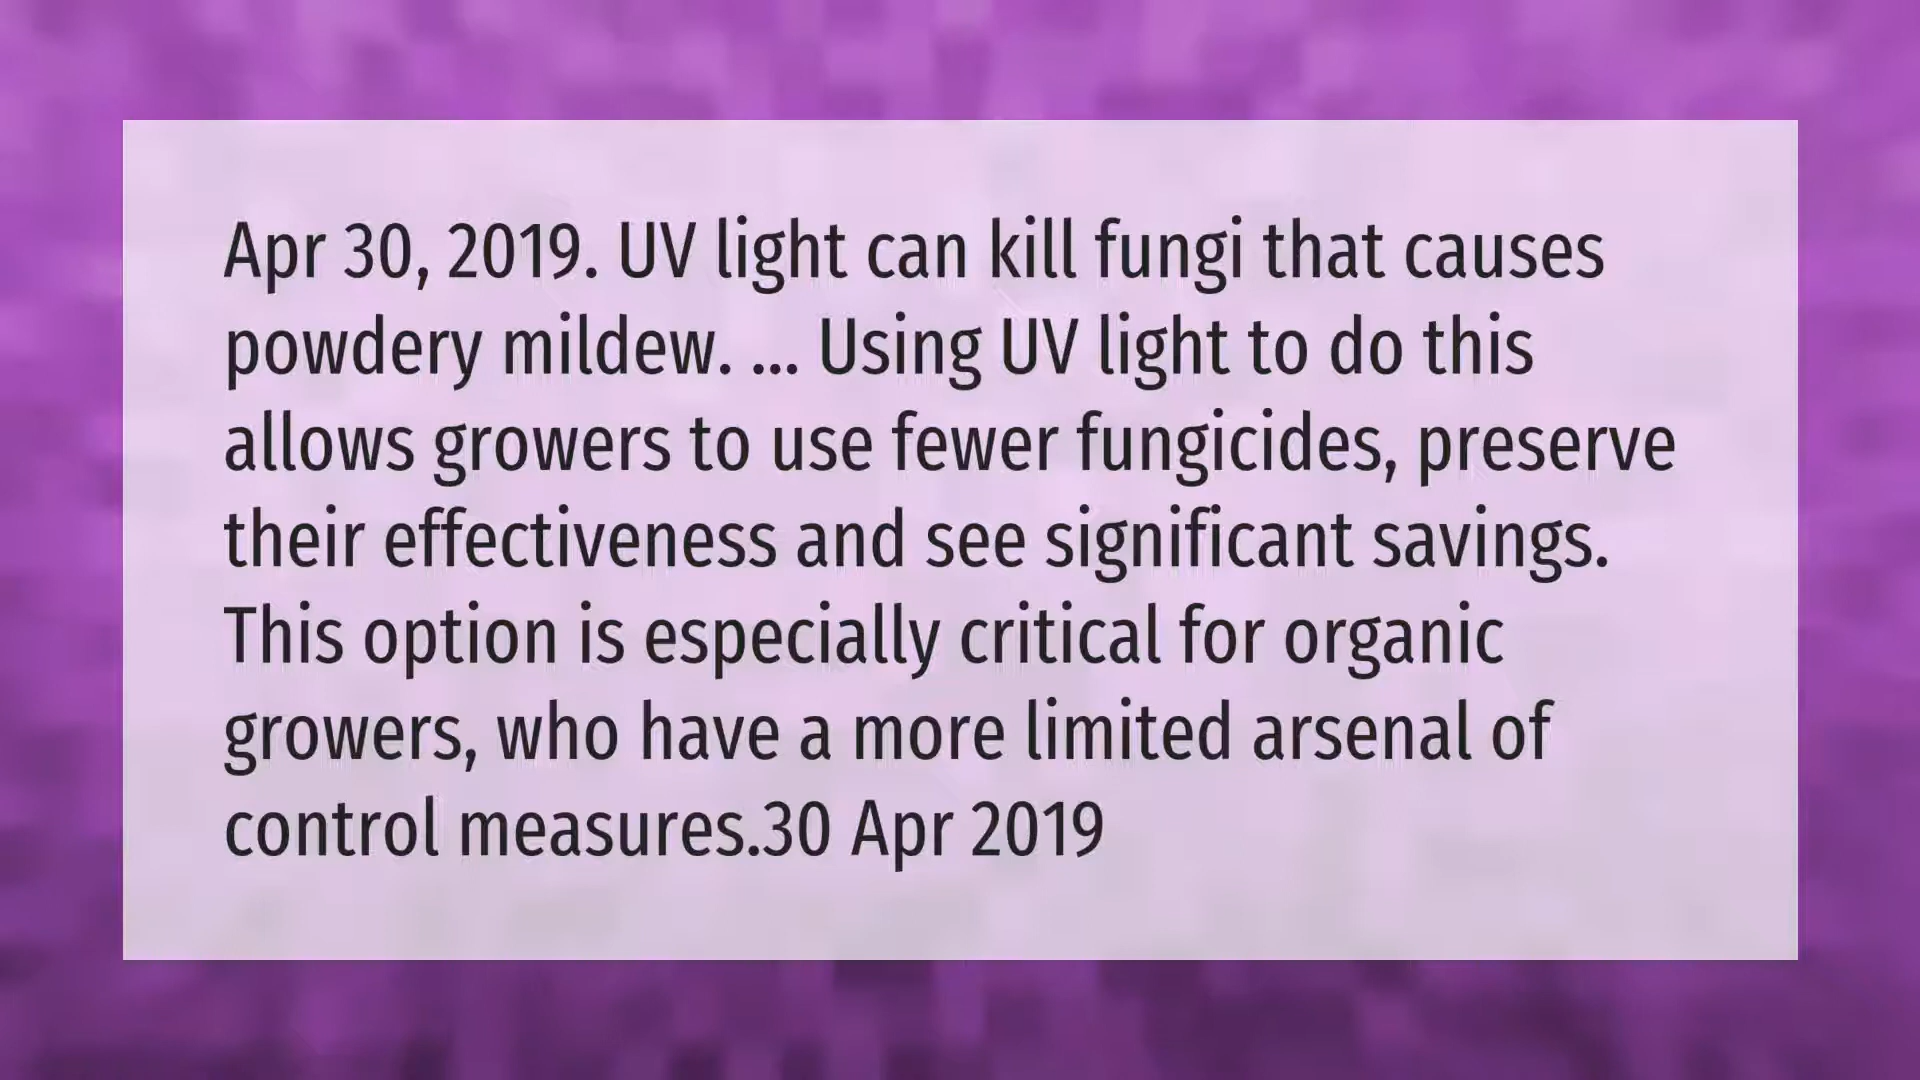 Apr 30, 2019. UV light can kill fungi that causes
powdery mildew. ... Using UV light to do this
allows growers to use fewer fungicides, preserve
their effectiveness and see significant savings.
This option is especially critical for organic
growers, who have a more limited arsenal of
control measures.30 Apr 2019